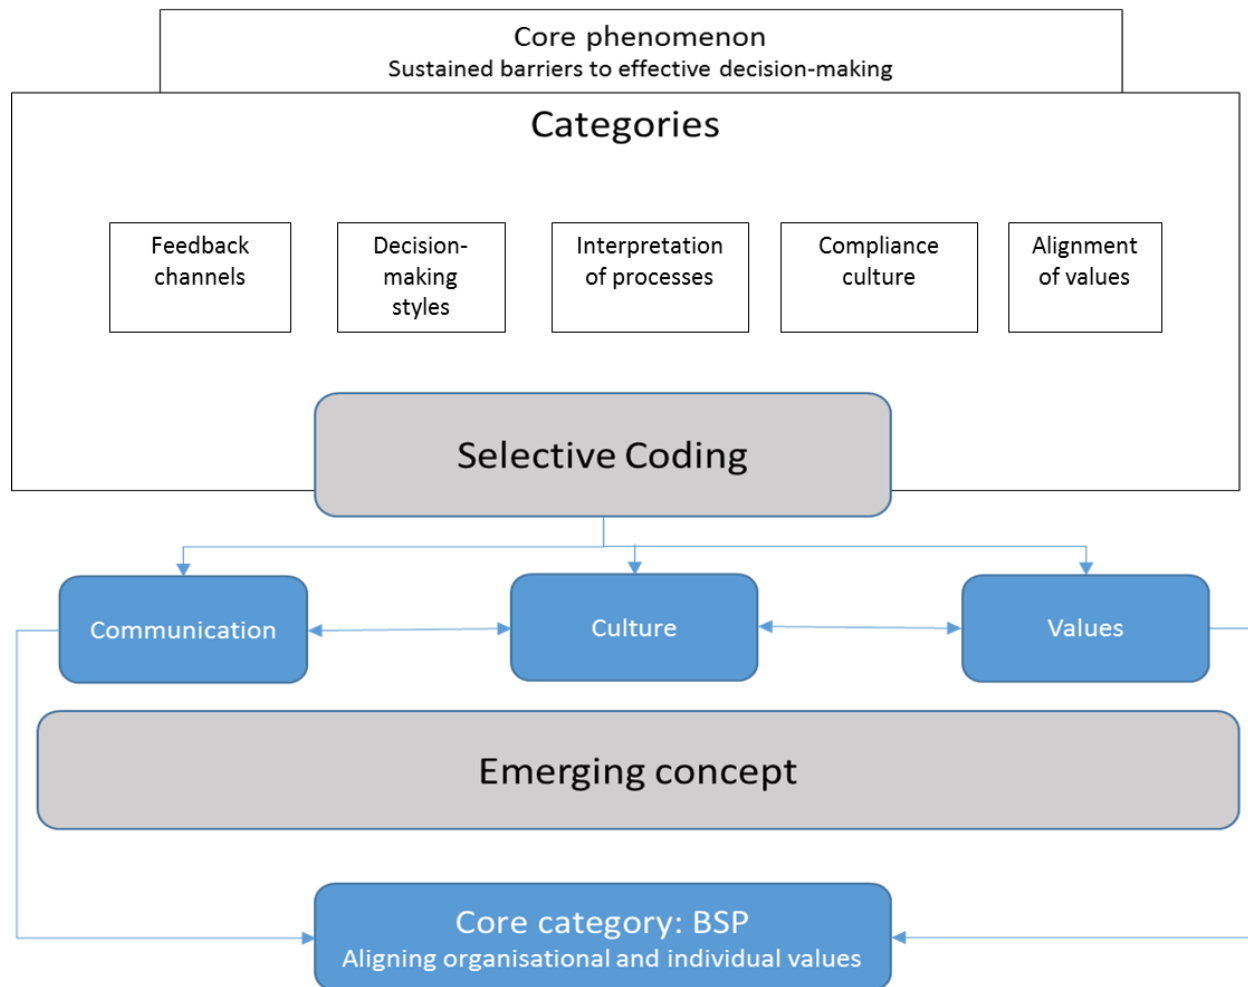 Core phenomenon
Sustained barriers to effective decision-making
Categories
Feedback
channels
Decision-
making
styles
Interpretation
of processes
Compliance
culture
Alignment
of values
Selective Coding
Communication
Culture
Values
Emerging concept
Core category: BSP
Aligning organisational and individual values